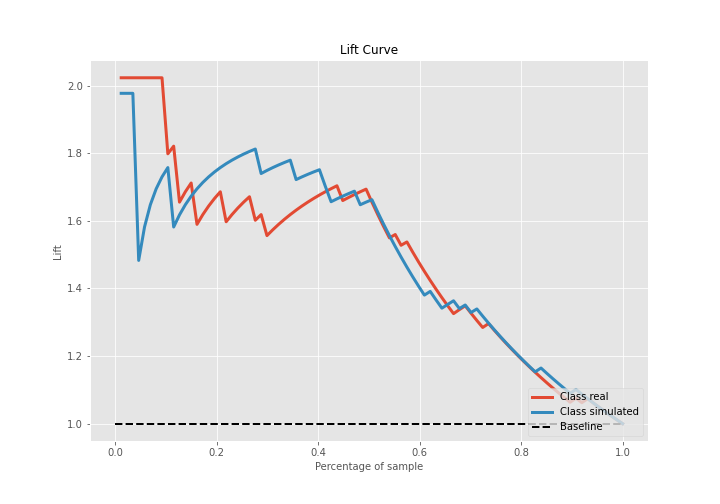 Lift Curve
Lift
2.0
1.8
1.6
1.4
1.2
1.0
0.0
0.2
0.4
0.6
0.8
1.0
Percentage of sample
Class real
Class simulated
Baseline